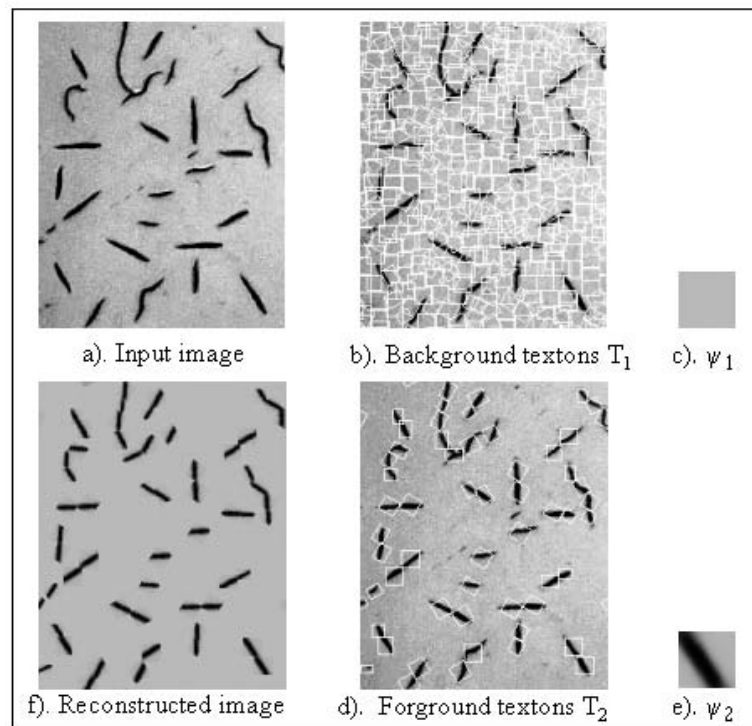 a). Input image
b). Background textons T₁
c). ψ₁
f). Reconstructed image
d). Forground textons T₂
e). ψ₂